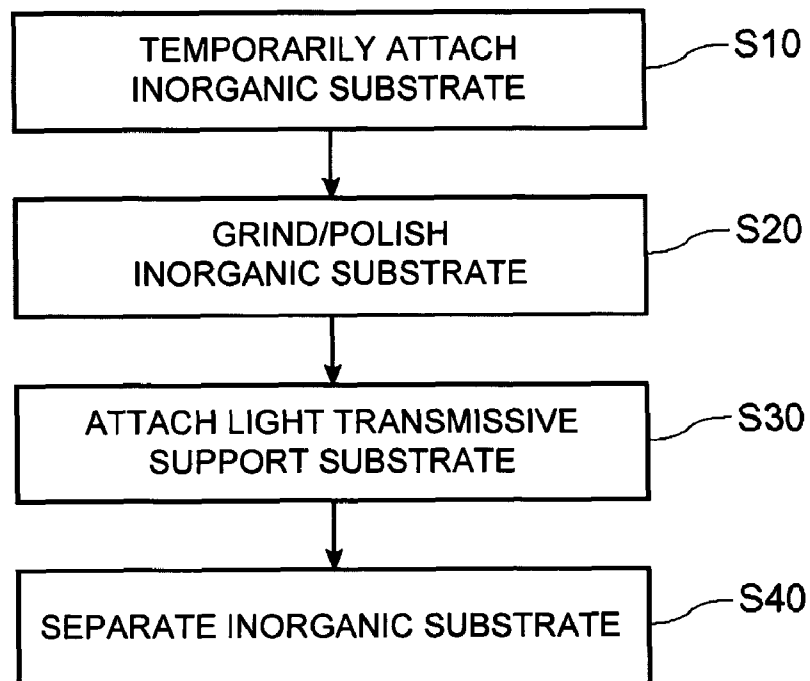 TEMPORARILY ATTACH
INORGANIC SUBSTRATE
S10
GRIND/POLISH
INORGANIC SUBSTRATE
S20
ATTACH LIGHT TRANSMISSIVE
SUPPORT SUBSTRATE
S30
SEPARATE INORGANIC SUBSTRATE
S40